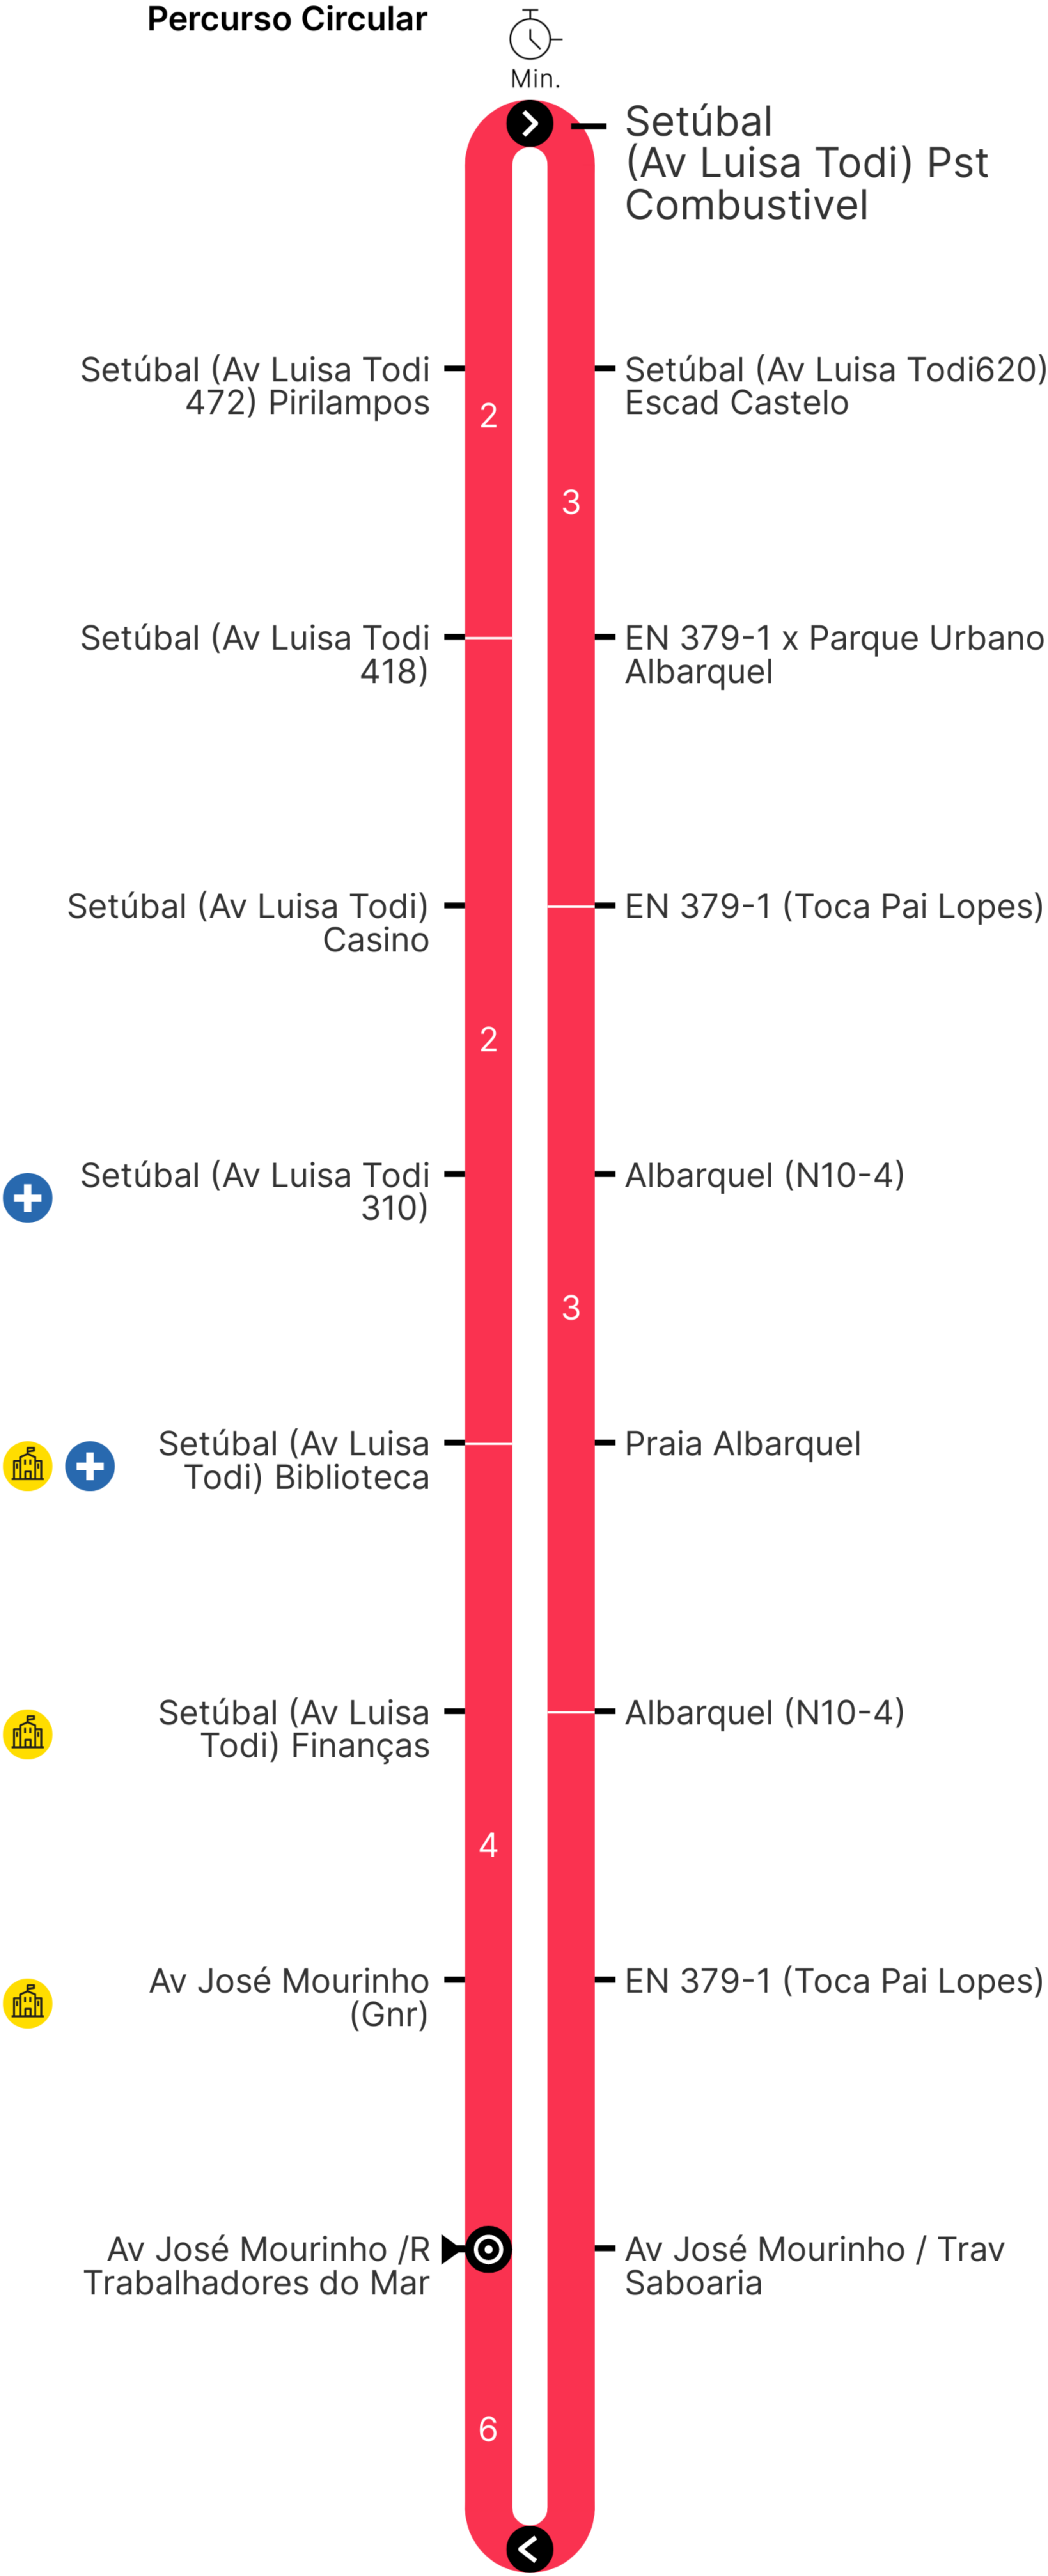 Percurso Circular
Min.
Setúbal
(Av Luisa Todi) Pst
Combustivel
Setúbal (Av Luisa Todi
472) Pirilampos
2
Setúbal (Av Luisa Todi620)
Escad Castelo
3
Setúbal (Av Luisa Todi
418)
EN 379-1 x Parque Urbano
Albarquel
Setúbal (Av Luisa Todi)
Casino
EN 379-1 (Toca Pai Lopes)
2
Setúbal (Av Luisa Todi
310)
Albarquel (N10-4)
3
Setúbal (Av Luisa
Todi) Biblioteca
Praia Albarquel
Setúbal (Av Luisa
Todi) Finanças
Albarquel (N10-4)
4
Av José Mourinho
(Gnr)
EN 379-1 (Toca Pai Lopes)
Av José Mourinho /R
Trabalhadores do Mar
Av José Mourinho / Trav
Saboaria
6